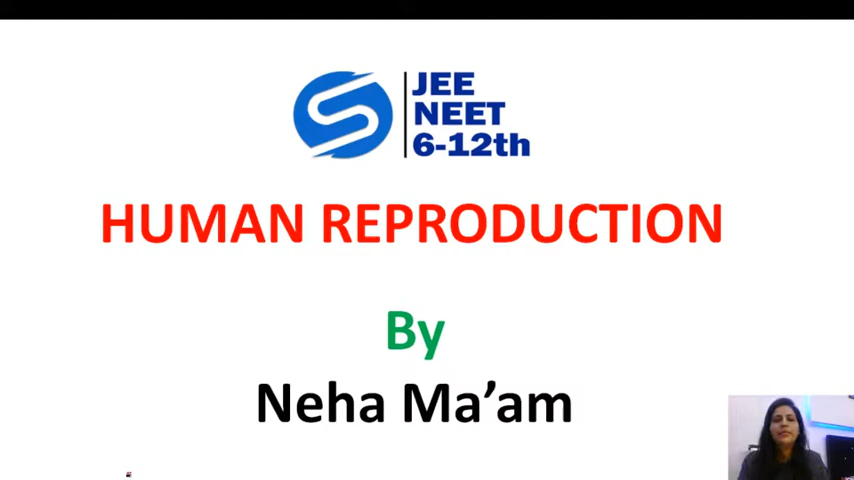 JEE
NEET
6-12th
HUMAN REPRODUCTION
By
Neha Ma’am